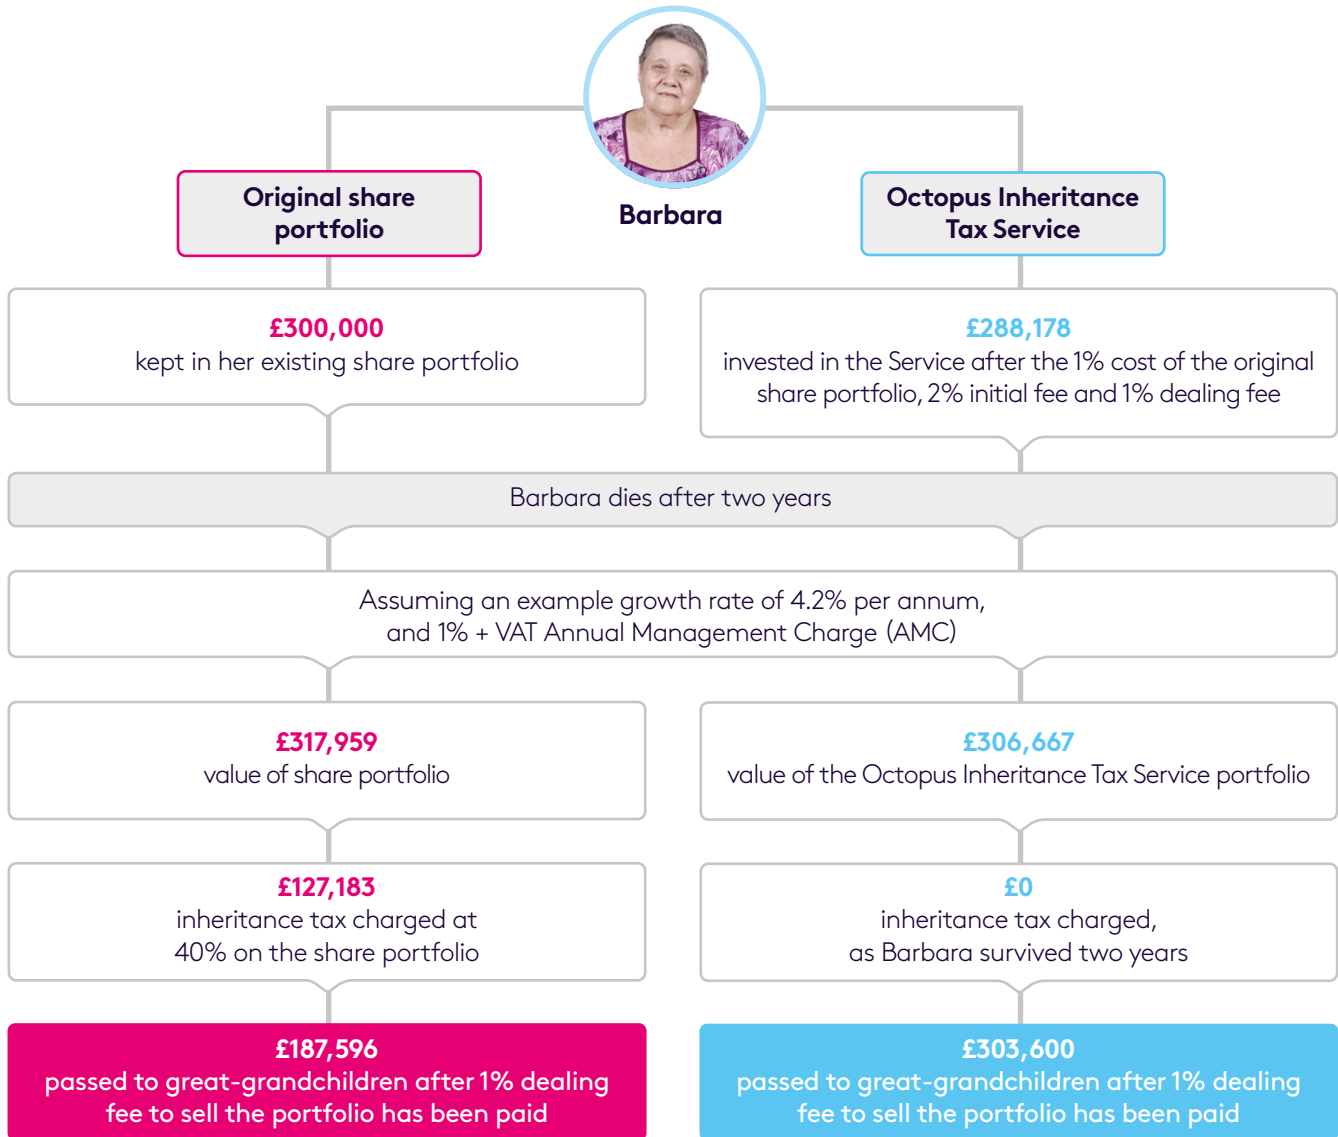 Barbara
Original share
portfolio
Octopus Inheritance
Tax Service
£300,000
kept in her existing share portfolio
£288,178
invested in the Service after the 1% cost of the original
share portfolio, 2% initial fee and 1% dealing fee
Barbara dies after two years
Assuming an example growth rate of 4.2% per annum,
and 1% + VAT Annual Management Charge (AMC)
£317,959
value of share portfolio
£306,667
value of the Octopus Inheritance Tax Service portfolio
£127,183
inheritance tax charged at
40% on the share portfolio
£0
inheritance tax charged,
as Barbara survived two years
£187,596
passed to great-grandchildren after 1% dealing
fee to sell the portfolio has been paid
£303,600
passed to great-grandchildren after 1% dealing
fee to sell the portfolio has been paid